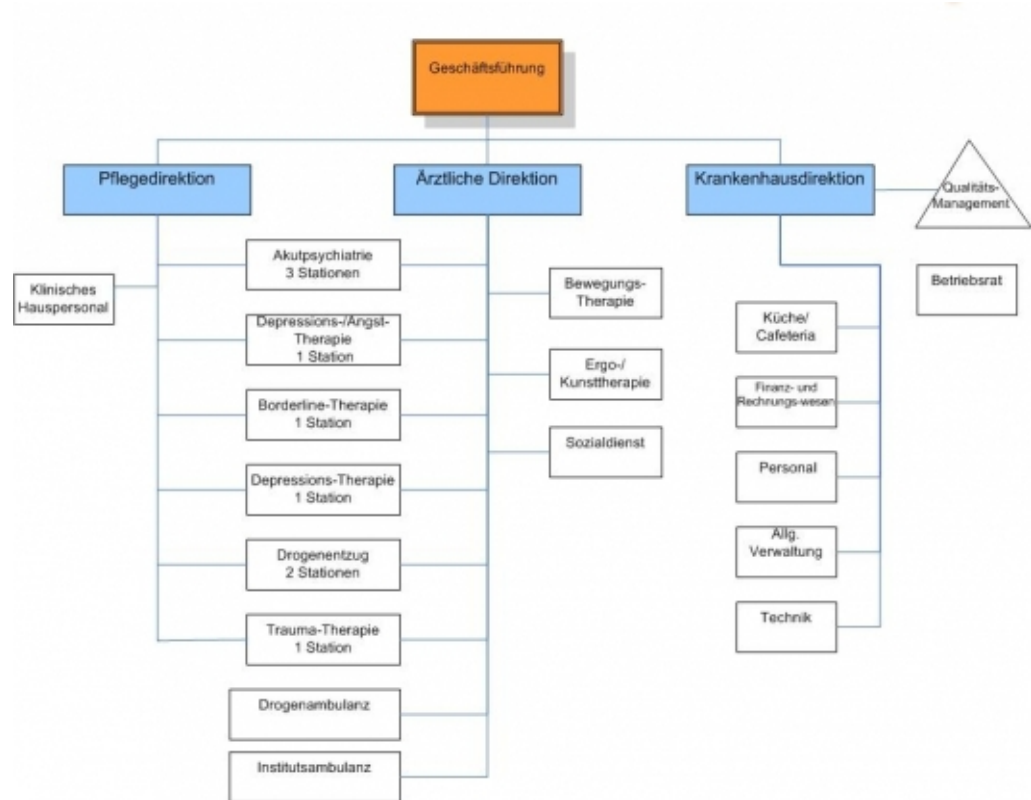 Geschäftsführung
Pflegedirektion
Ärztliche Direktion
Krankenhausdirektion
Qualitäts-
Management
Klinisches
Hauspersonal
Akutpsychiatrie
3 Stationen
Depressions-/Angst-
Therapie
1 Station
Borderline-Therapie
1 Station
Depressions-Therapie
1 Station
Drogenentzug
2 Stationen
Trauma-Therapie
1 Station
Drogenambulanz
Institutsambulanz
Bewegungs-
Therapie
Ergo-/
Kunsttherapie
Sozialdienst
Küche/
Cafeteria
Finanz- und
Rechnungs-wesen
Personal
Allg.
Verwaltung
Technik
Betriebsrat